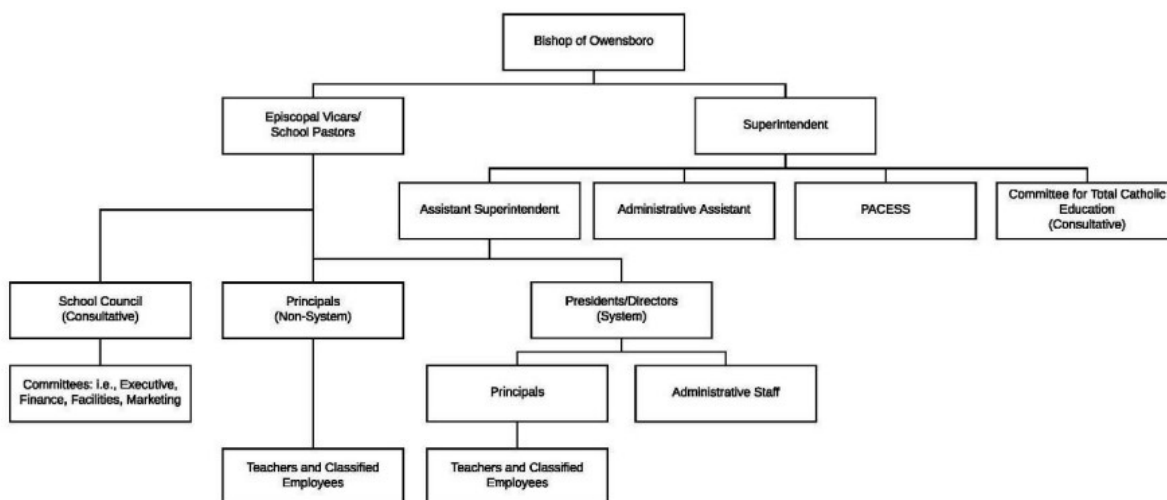 Bishop of Owensboro
Episcopal Vicars/
School Pastors
Superintendent
Assistant Superintendent
Administrative Assistant
PACESS
Committee for Total Catholic
Education
(Consultative)
School Council
(Consultative)
Principals
(Non-System)
Presidents/Directors
(System)
Committees: i.e., Executive,
Finance, Facilities, Marketing
Principals
Administrative Staff
Teachers and Classified
Employees
Teachers and Classified
Employees